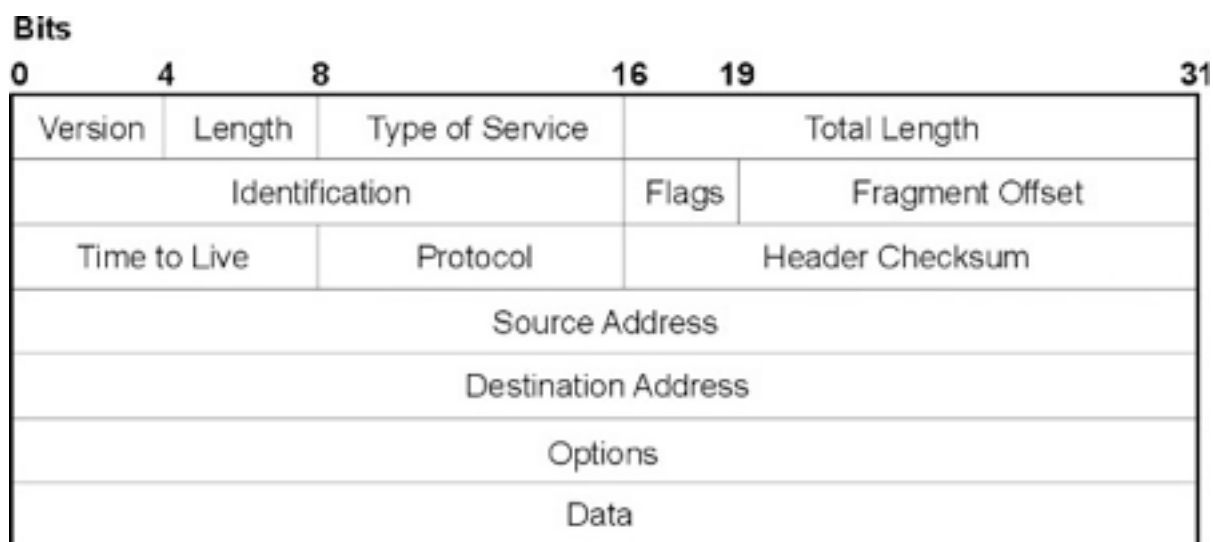 Bits
0 4 8 16 19 31
Version Length Type of Service Total Length
Identification Flags Fragment Offset
Time to Live Protocol Header Checksum
Source Address
Destination Address
Options
Data